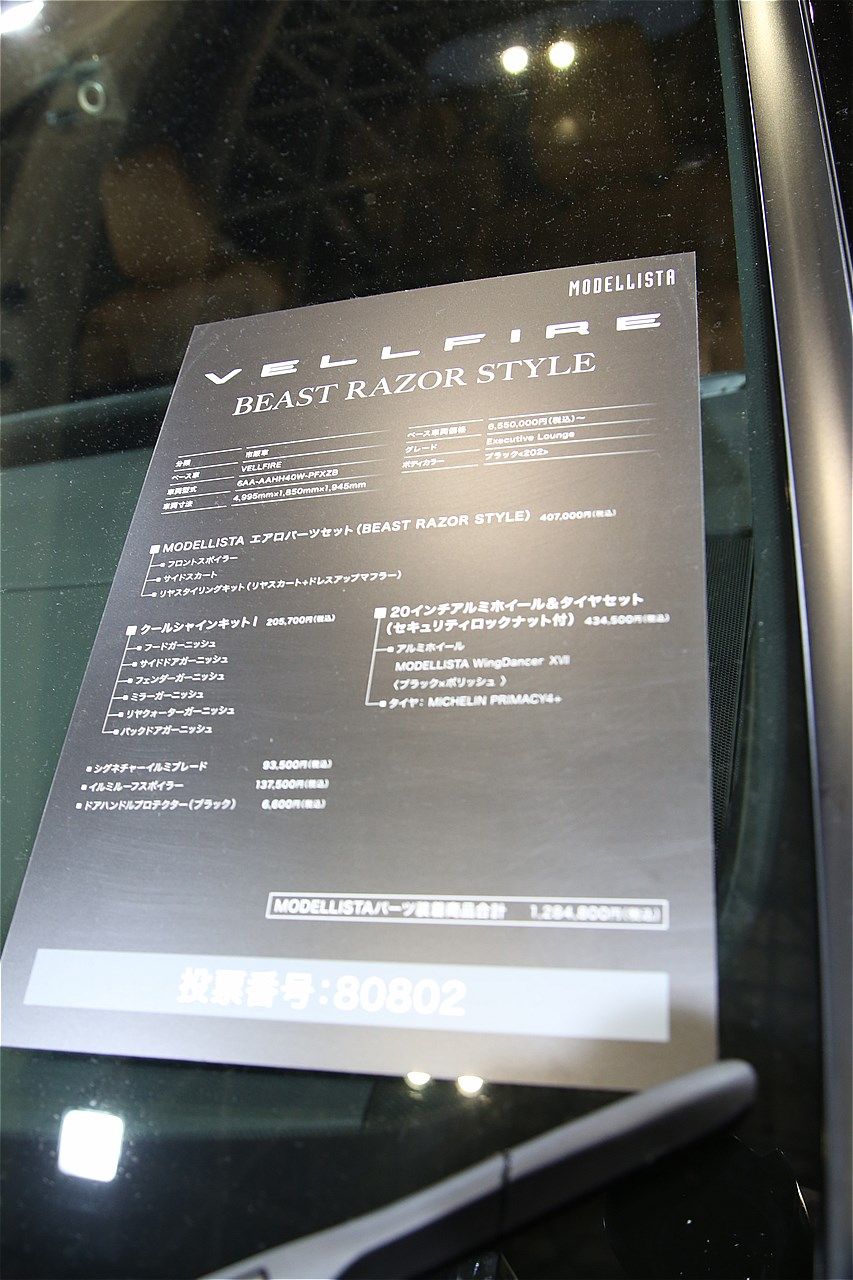 MODELLISTA
VELLFIRE
BEAST RAZOR STYLE
分類 市販車
ベース車 VELLFIRE
車両型式 6AA-AAHH40W-PFXZB
車両寸法 4,995mm×1,850mm×1,945mm
ベース車両価格 6,550,000円(税込)～
グレード Executive Lounge
ボディカラー ブラック<202>
MODELLISTA エアロパーツセット（BEAST RAZOR STYLE） 407,000円(税込)
フロントスポイラー
サイドスカート
リヤスタイリングキット（リヤスカート+ドレスアップマフラー）
クールシャインキットⅠ 205,700円(税込)
フードガーニッシュ
サイドドアガーニッシュ
フェンダーガーニッシュ
ミラーガーニッシュ
リヤクォーターガーニッシュ
バックドアガーニッシュ
20インチアルミホイール＆タイヤセット
（セキュリティロックナット付） 434,500円(税込)
アルミホイール
MODELLISTA WingDancer XVII
〈ブラック×ポリッシュ 〉
タイヤ：MICHELIN PRIMACY4+
シグネチャーイルミブレード 93,500円(税込)
イルミルーフスポイラー 137,500円(税込)
ドアハンドルプロテクター（ブラック） 6,600円(税込)
MODELLISTAパーツ装着商品合計 1,284,800円(税込)
投票番号：80802